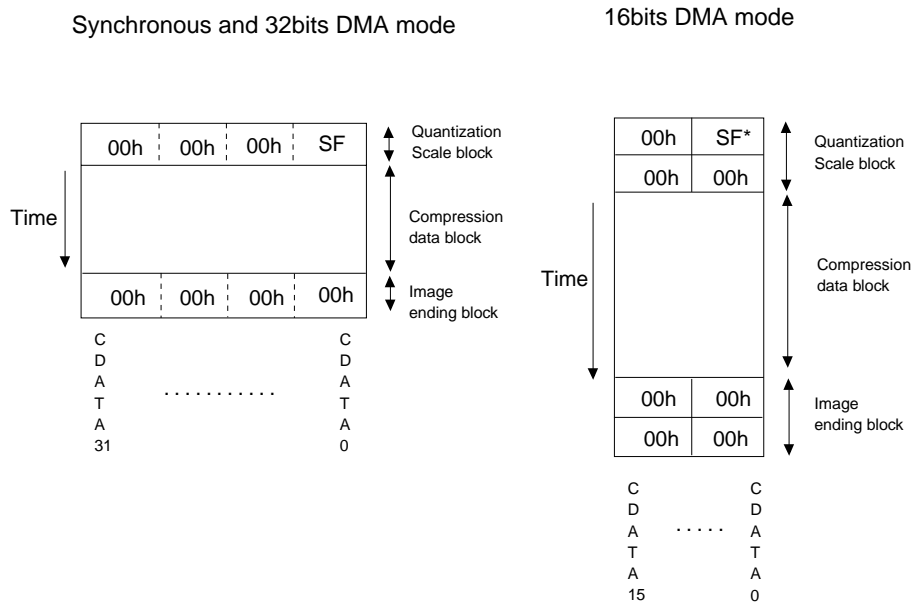 Synchronous and 32bits DMA mode
00h 00h 00h SF
Quantization
Scale block
Time
Compression
data block
00h 00h 00h 00h
Image
ending block
C C
D D
A A
T ........... T
A A
31 0
16bits DMA mode
00h SF*
00h 00h
Quantization
Scale block
Time
Compression
data block
00h 00h
00h 00h
Image
ending block
C C
D D
A ..... A
T T
A A
15 0